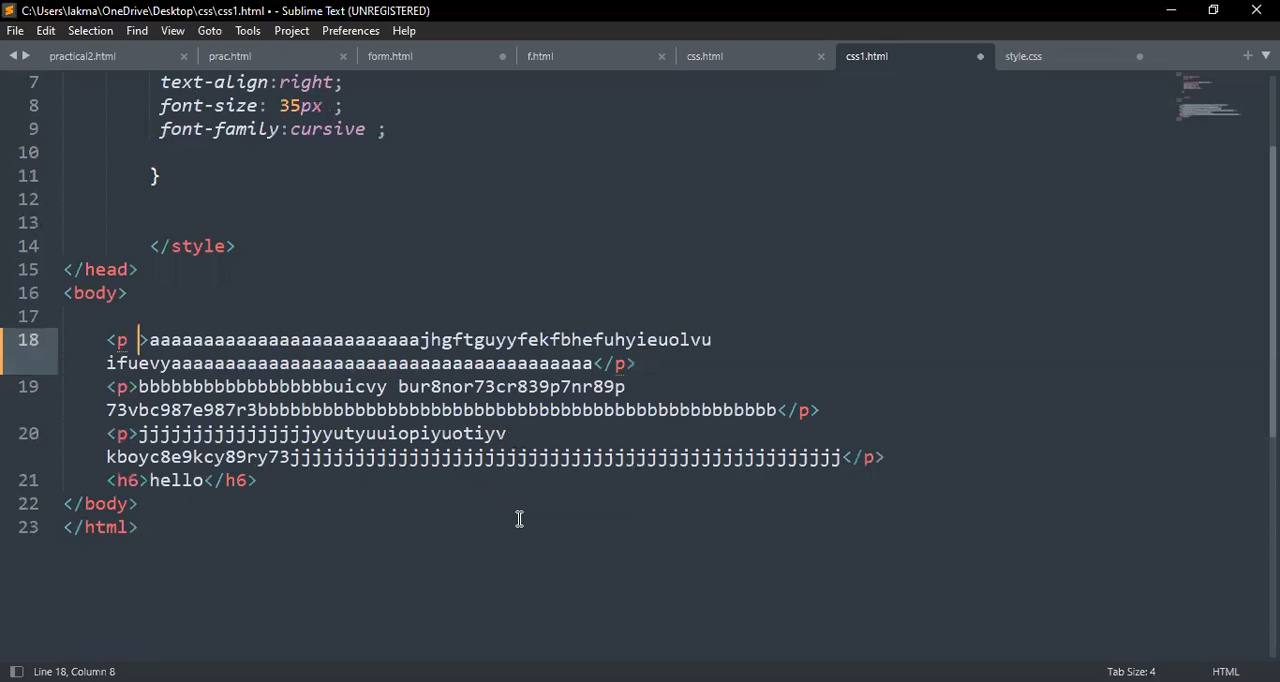 C:\Users\lakma\OneDrive\Desktop\css\css1.html • - Sublime Text (UNREGISTERED)
File Edit Selection Find View Goto Tools Project Preferences Help
practical2.html prac.html form.html f.html css.html css1.html style.css
7 text-align:right;
8 font-size: 35px ;
9 font-family:cursive ;
10
11 }
12
13
14 </style>
15 </head>
16 <body>
17
18 <p >aaaaaaaaaaaaaaaaaaaaaaaaajhgftguyyfekfbhefuhyieuolvu
ifuevyaaaaaaaaaaaaaaaaaaaaaaaaaaaaaaaaaaaaaaa</p>
19 <p>bbbbbbbbbbbbbbbbbbuicvy bur8nor73cr839p7nr89p
73vbc987e987r3bbbbbbbbbbbbbbbbbbbbbbbbbbbbbbbbbbbbbbbbbbbbbbbb</p>
20 <p>jjjjjjjjjjjjjjjjyyutyuuiopiyuotiyv
kboyc8e9kcy89ry73jjjjjjjjjjjjjjjjjjjjjjjjjjjjjjjjjjjjjjjjjjjjjjjjjjj</p>
21 <h6>hello</h6>
22 </body>
23 </html>
Line 18, Column 8 Tab Size: 4 HTML